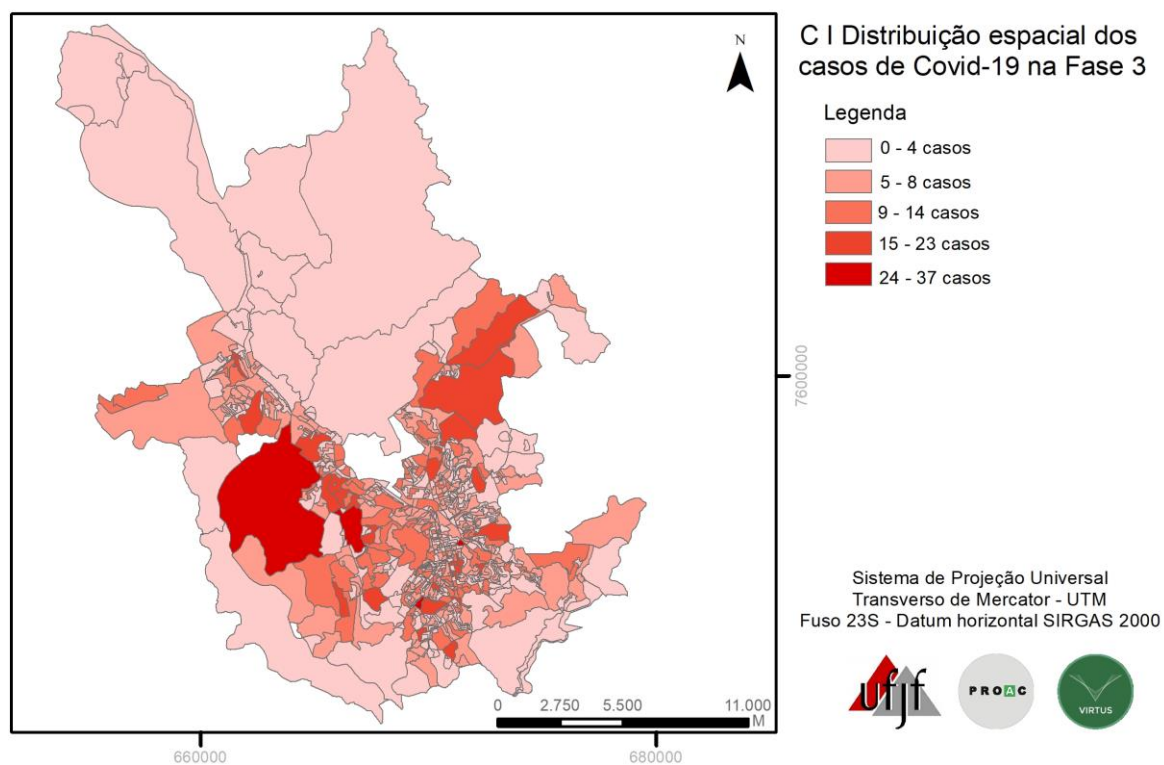 C I Distribuição espacial dos
casos de Covid-19 na Fase 3
Legenda
0 - 4 casos
5 - 8 casos
9 - 14 casos
15 - 23 casos
24 - 37 casos
N
7600000
0 2.750 5.500 11.000
M
660000 680000
Sistema de Projeção Universal
Transverso de Mercator - UTM
Fuso 23S - Datum horizontal SIRGAS 2000
ufjf
PROAC
VIRTUS